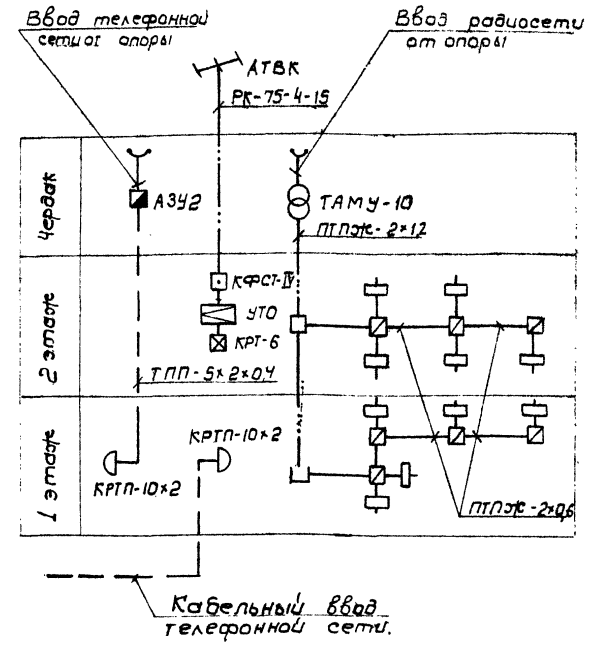 Ввод телефонной
сети от опоры
Ввод радиосети
от опоры
АТВК
РК-75-4-15
Чердак
АЗУ2
ТАМУ-10
ПТПЖ-2×1,2
2 этаж
КФСТ-IV
УТО
КРТ-6
ТПП-5×2×0,4
1 этаж
КРТП-10×2
КРТП-10×2
ПТПЖ-2×0,6
Кабельный ввод
телефонной сети.